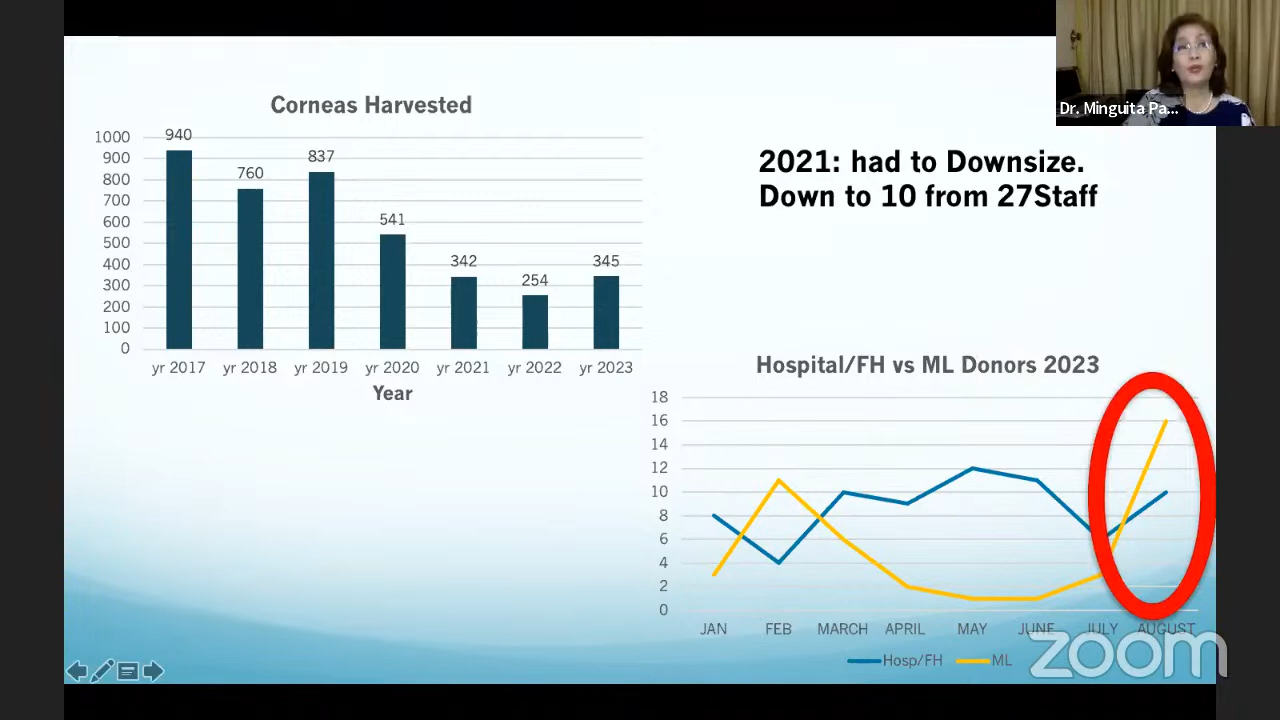 Dr. Minguita Pa...
Corneas Harvested
1000
900
800
700
600
500
400
300
200
100
0
940
760
837
541
342
254
345
yr 2017 yr 2018 yr 2019 yr 2020 yr 2021 yr 2022 yr 2023
Year
2021: had to Downsize.
Down to 10 from 27Staff
Hospital/FH vs ML Donors 2023
18
16
14
12
10
8
6
4
2
0
JAN FEB MARCH APRIL MAY JUNE JULY AUGUST
Hosp/FH ML
zoom